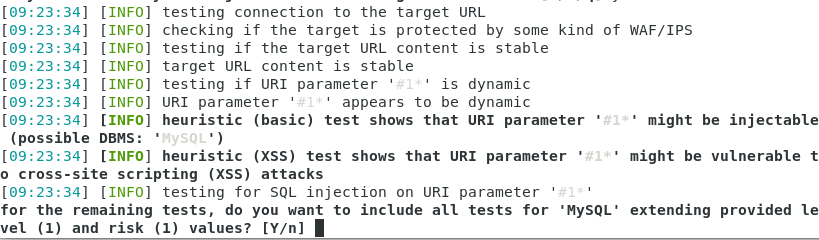 [09:23:34] [INFO] testing connection to the target URL
[09:23:34] [INFO] checking if the target is protected by some kind of WAF/IPS
[09:23:34] [INFO] testing if the target URL content is stable
[09:23:34] [INFO] target URL content is stable
[09:23:34] [INFO] testing if URI parameter '#1*' is dynamic
[09:23:34] [INFO] URI parameter '#1*' appears to be dynamic
[09:23:34] [INFO] heuristic (basic) test shows that URI parameter '#1*' might be injectable
(possible DBMS: 'MySQL')
[09:23:34] [INFO] heuristic (XSS) test shows that URI parameter '#1*' might be vulnerable t
o cross-site scripting (XSS) attacks
[09:23:34] [INFO] testing for SQL injection on URI parameter '#1*'
for the remaining tests, do you want to include all tests for 'MySQL' extending provided le
vel (1) and risk (1) values? [Y/n]